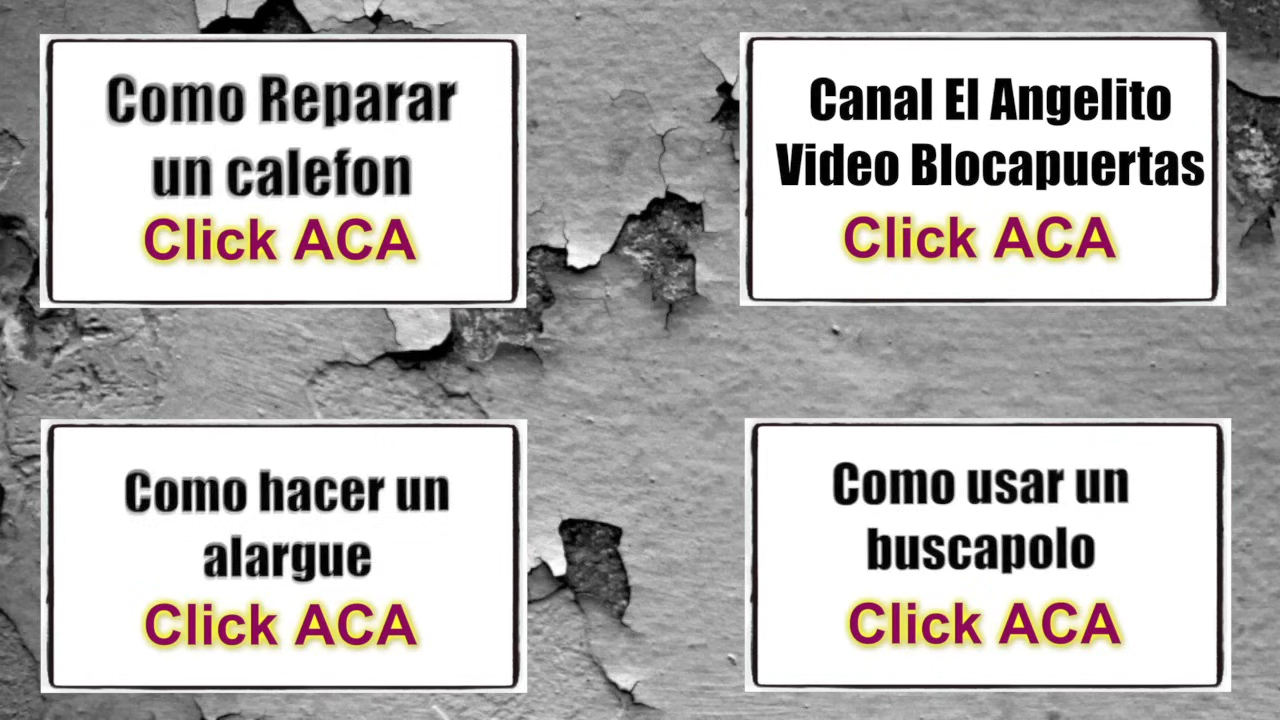 Como Reparar
un calefon
Click ACA
Canal El Angelito
Video Blocapuertas
Click ACA
Como hacer un
alargue
Click ACA
Como usar un
buscapolo
Click ACA